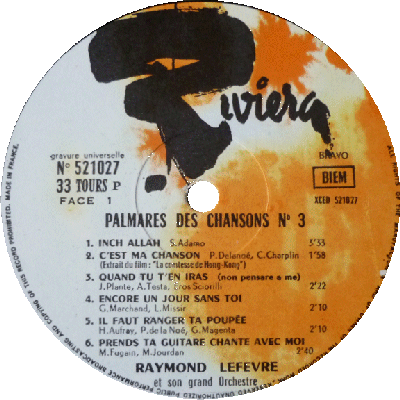 Riviera
BRAVO
gravure universelle
N° 521027
33 TOURS P
FACE 1
BIEM
XCED 521027
PALMARES DES CHANSONS N° 3
1. INCH ALLAH S. Adamo 3'33
2. C'EST MA CHANSON P. Delanné, C. Charplin 1'58
(Extrait du film : "La comtesse de Hong-Kong")
3. QUAND TU T'EN IRAS (non pensare a me)
J. Plante, A. Testa, Eros Sciorilli 2'22
4. ENCORE UN JOUR SANS TOI
G. Marchand, L. Missir 2'10
5. IL FAUT RANGER TA POUPÉE
H. Aufray, P. de la Noé, G. Magenta 2'10
6. PRENDS TA GUITARE CHANTE AVEC MOI
M. Fugain, M. Jourdan 2'40
RAYMOND LEFEVRE
et son grand Orchestre
MADE IN FRANCE.